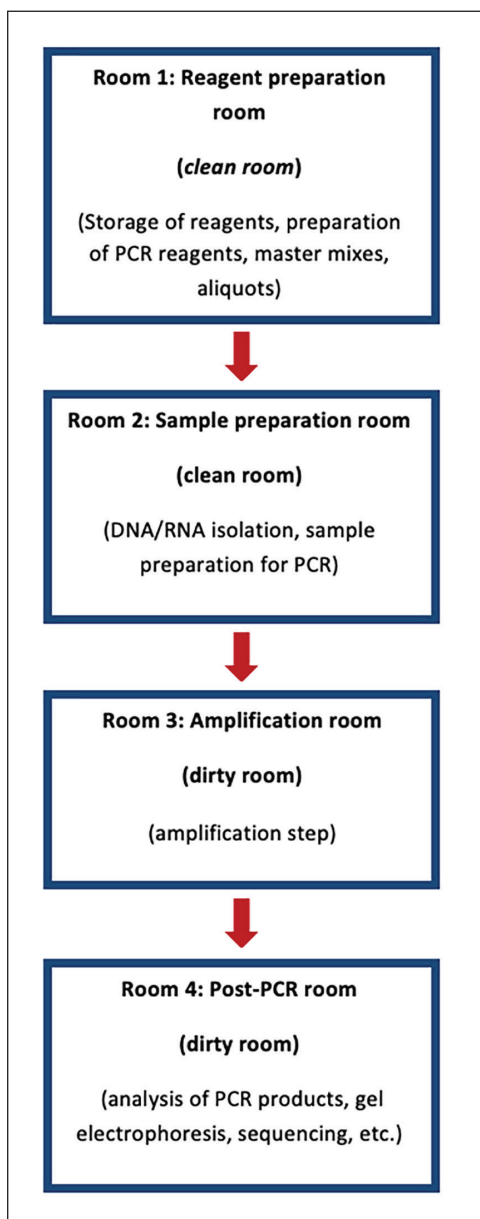 Room 1: Reagent preparation
room
(clean room)
(Storage of reagents, preparation
of PCR reagents, master mixes,
aliquots)
Room 2: Sample preparation room
(clean room)
(DNA/RNA isolation, sample
preparation for PCR)
Room 3: Amplification room
(dirty room)
(amplification step)
Room 4: Post-PCR room
(dirty room)
(analysis of PCR products, gel
electrophoresis, sequencing, etc.)